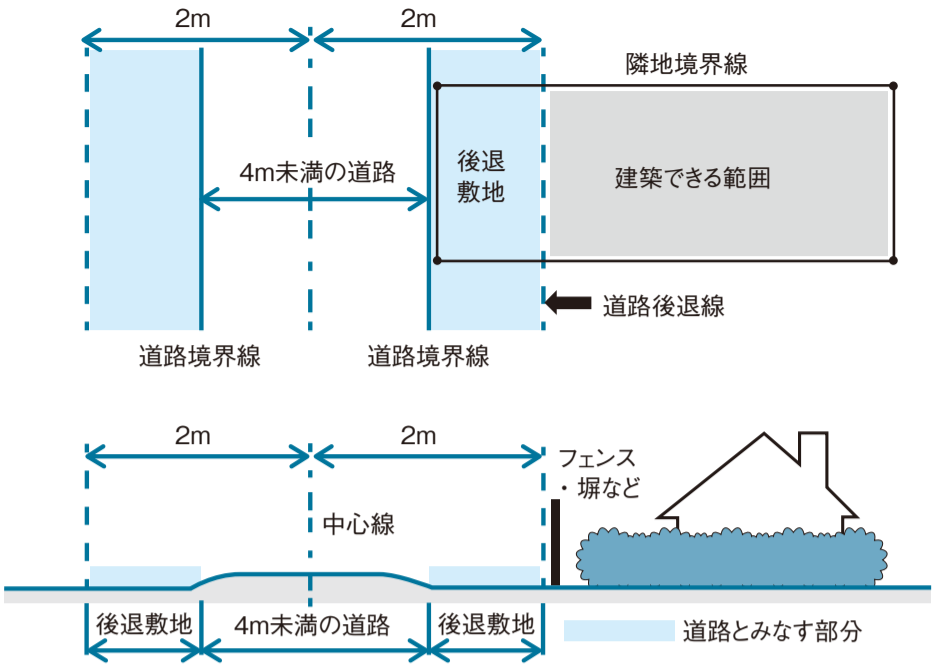 2m
2m
隣地境界線
4m未満の道路
後退
敷地
建築できる範囲
道路後退線
道路境界線
道路境界線
2m
2m
フェンス
・塀など
中心線
後退敷地
4m未満の道路
後退敷地
道路とみなす部分